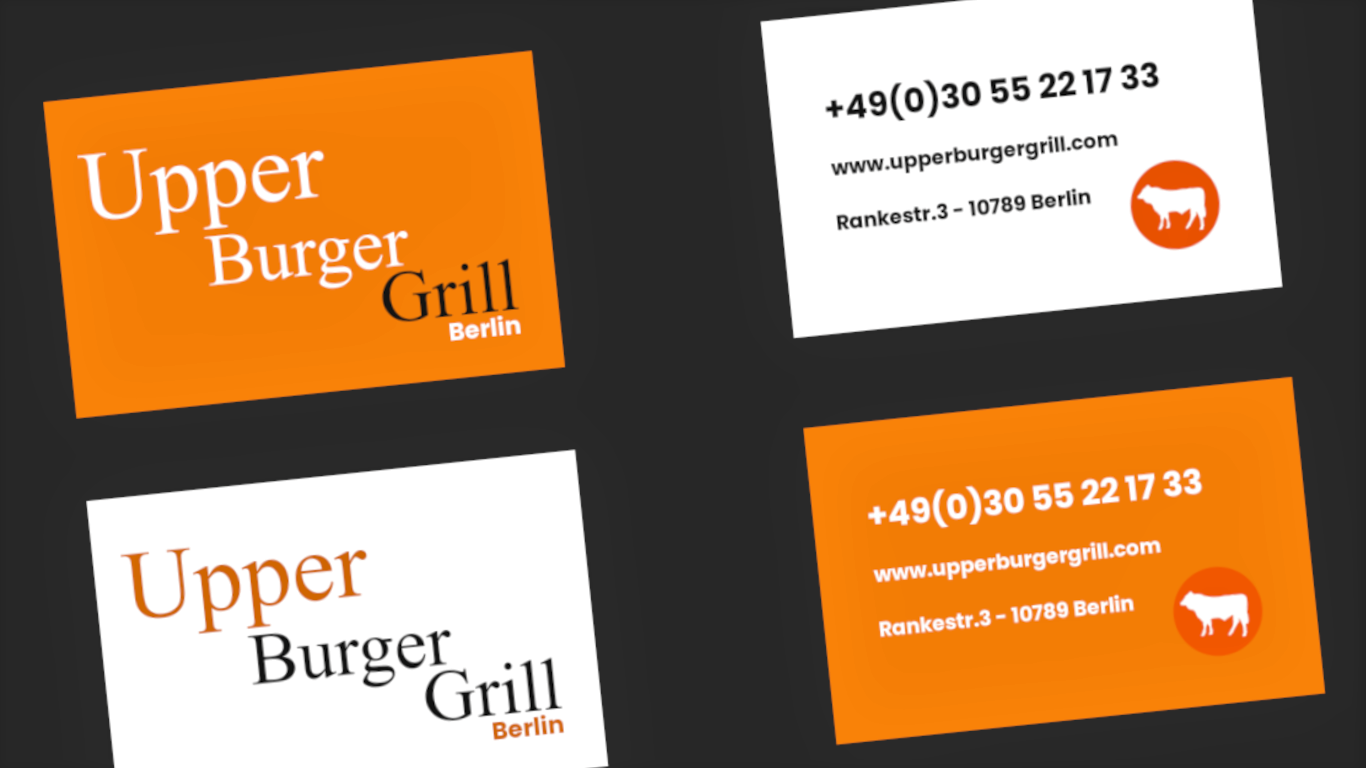 Upper
Burger
Grill
Berlin
+49(0)30 55 22 17 33
www.upperburgergrill.com
Rankestr.3 - 10789 Berlin
Upper
Burger
Grill
Berlin
+49(0)30 55 22 17 33
www.upperburgergrill.com
Rankestr.3 - 10789 Berlin